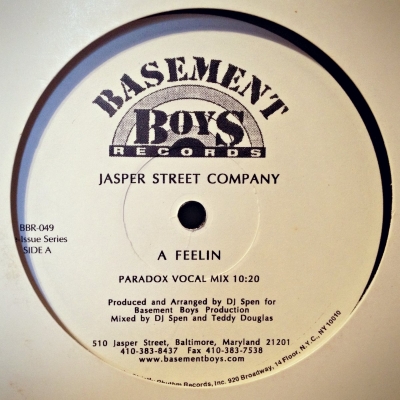 BASEMENT
BOYS
RECORDS
JASPER STREET COMPANY
BBR-049
Issue Series
SIDE A
A FEELIN
PARADOX VOCAL MIX 10:20
Produced and Arranged by DJ Spen for
Basement Boys Production
Mixed by DJ Spen and Teddy Douglas
510 Jasper Street, Baltimore, Maryland 21201
410-383-8437 Fax 410-383-7538
www.basementboys.com
Rhythm Records, Inc. 920 Broadway, 14 Floor, N.Y.C., NY 10010